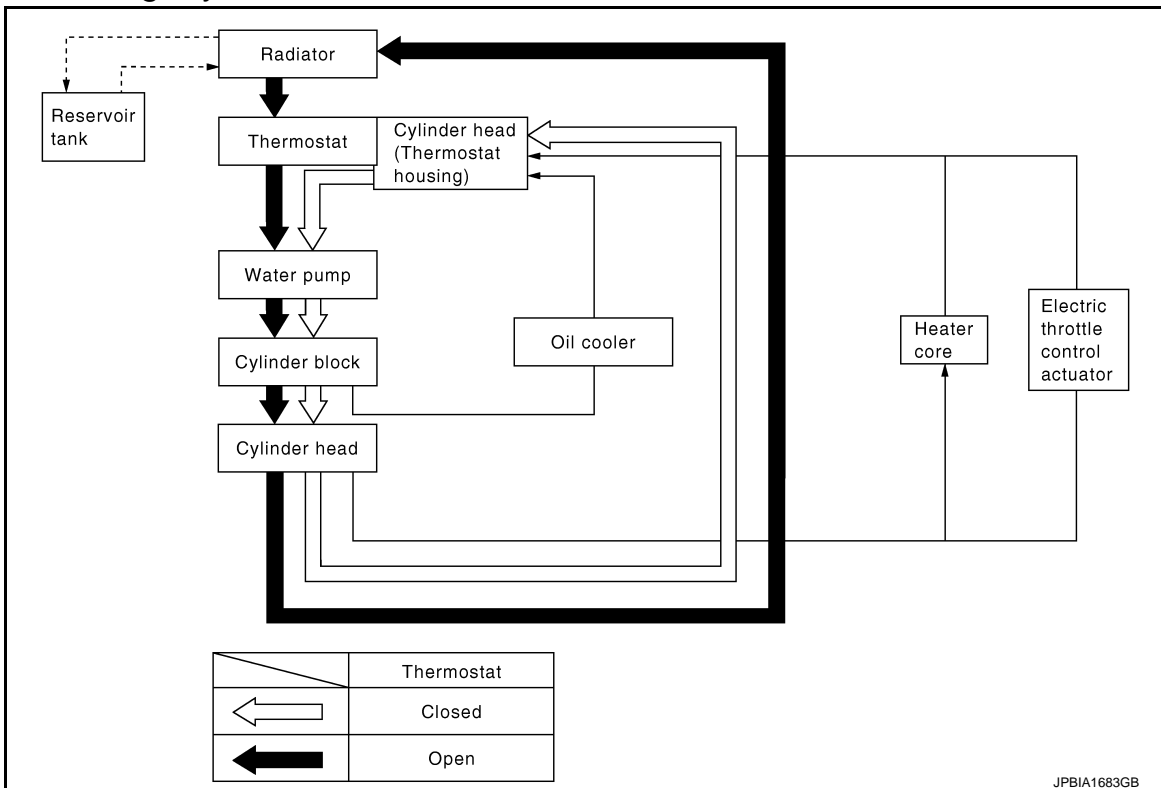 Radiator
Reservoir
tank
Thermostat
Cylinder head
(Thermostat
housing)
Water pump
Cylinder block
Cylinder head
Oil cooler
Heater
core
Electric
throttle
control
actuator
Thermostat
Closed
Open
JPBIA1683GB